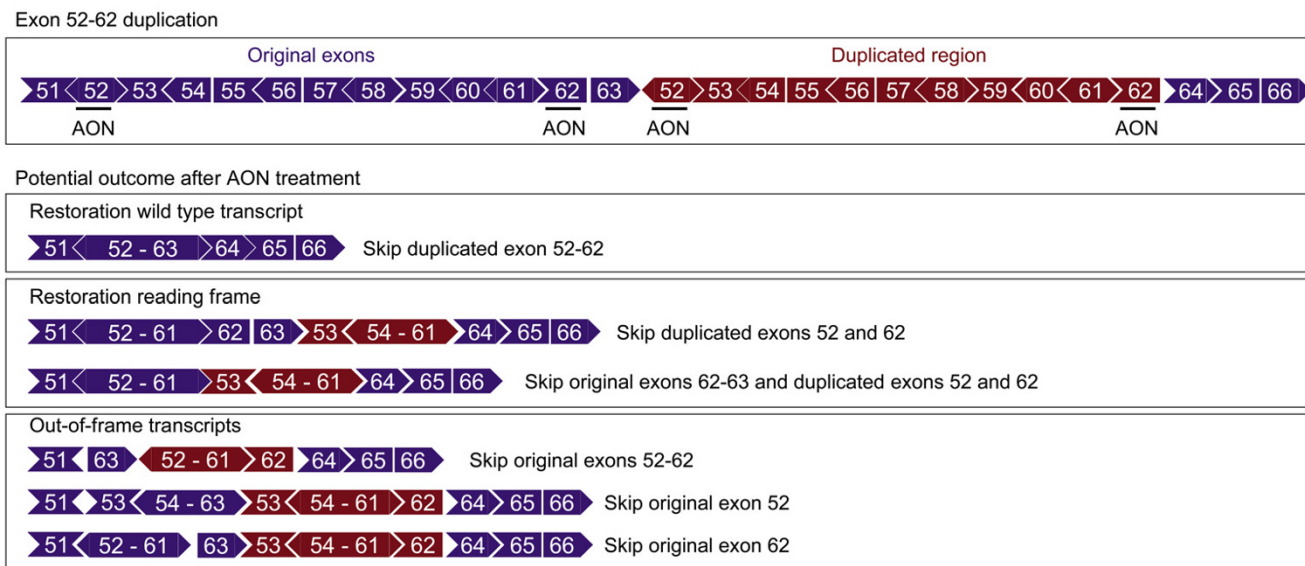 Exon 52-62 duplication
Original exons Duplicated region
51 52 53 54 55 56 57 58 59 60 61 62 63 52 53 54 55 56 57 58 59 60 61 62 64 65 66
AON AON AON AON
Potential outcome after AON treatment
Restoration wild type transcript
51 52 - 63 64 65 66 Skip duplicated exon 52-62
Restoration reading frame
51 52 - 61 62 63 53 54 - 61 64 65 66 Skip duplicated exons 52 and 62
51 52 - 61 53 54 - 61 64 65 66 Skip original exons 62-63 and duplicated exons 52 and 62
Out-of-frame transcripts
51 63 52 - 61 62 64 65 66 Skip original exons 52-62
51 53 54 - 63 53 54 - 61 62 64 65 66 Skip original exon 52
51 52 - 61 63 53 54 - 61 62 64 65 66 Skip original exon 62